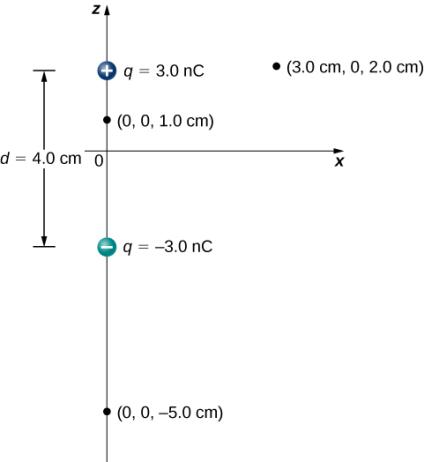 z
+ q = 3.0 nC
(3.0 cm, 0, 2.0 cm)
(0, 0, 1.0 cm)
d = 4.0 cm
0
x
− q = –3.0 nC
(0, 0, –5.0 cm)